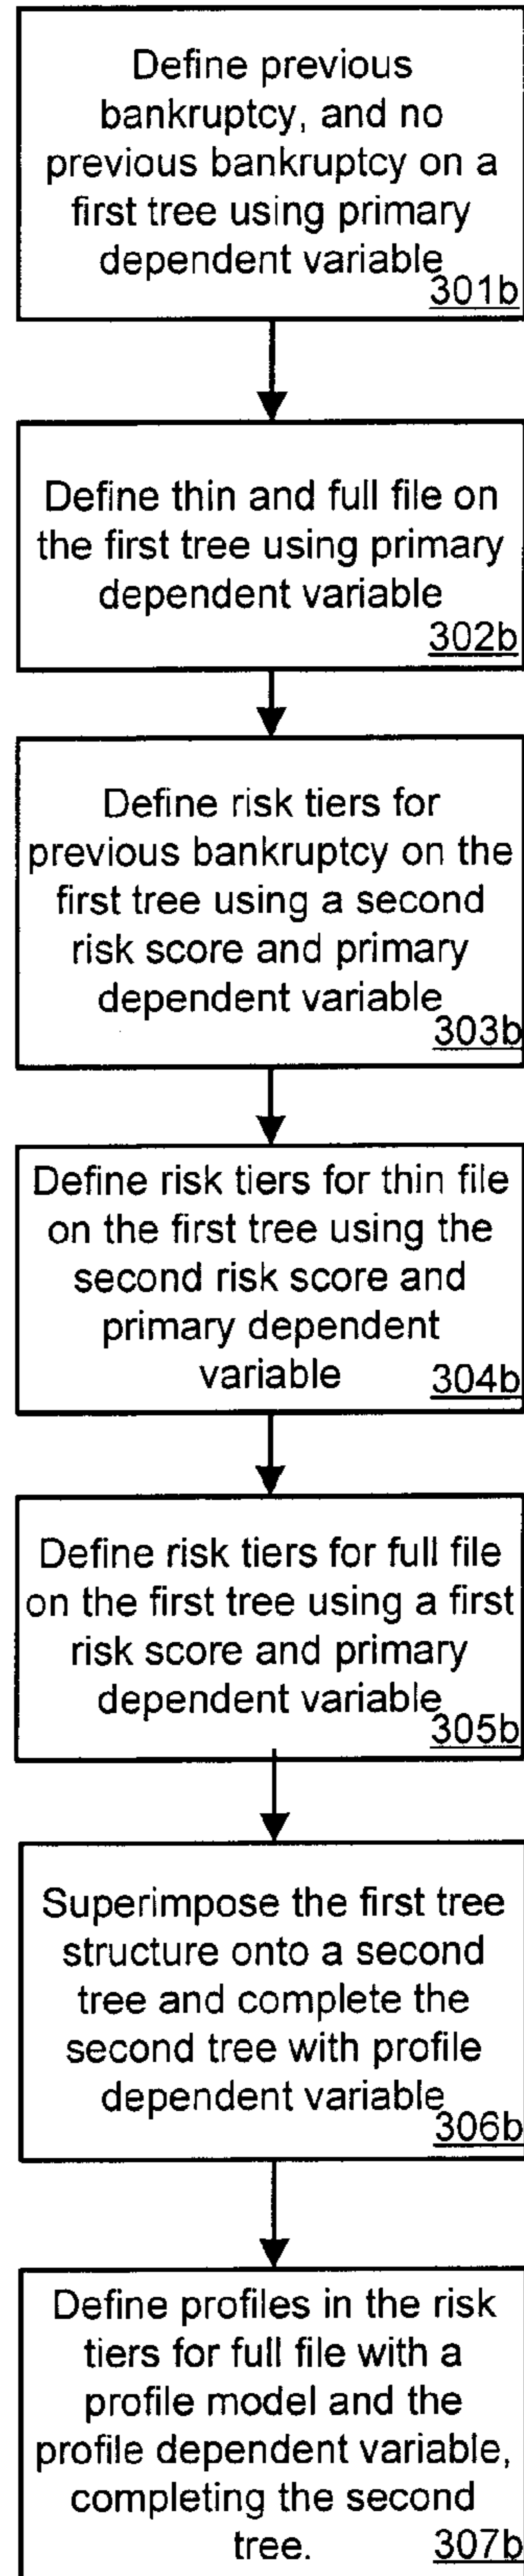 Define previous
bankruptcy, and no
previous bankruptcy on a
first tree using primary
dependent variable
301b
Define thin and full file on
the first tree using primary
dependent variable
302b
Define risk tiers for
previous bankruptcy on the
first tree using a second
risk score and primary
dependent variable
303b
Define risk tiers for thin file
on the first tree using the
second risk score and
primary dependent
variable 304b
Define risk tiers for full file
on the first tree using a first
risk score and primary
dependent variable
305b
Superimpose the first tree
structure onto a second
tree and complete the
second tree with profile
dependent variable
306b
Define profiles in the risk
tiers for full file with a
profile model and the
profile dependent variable,
completing the second
tree. 307b